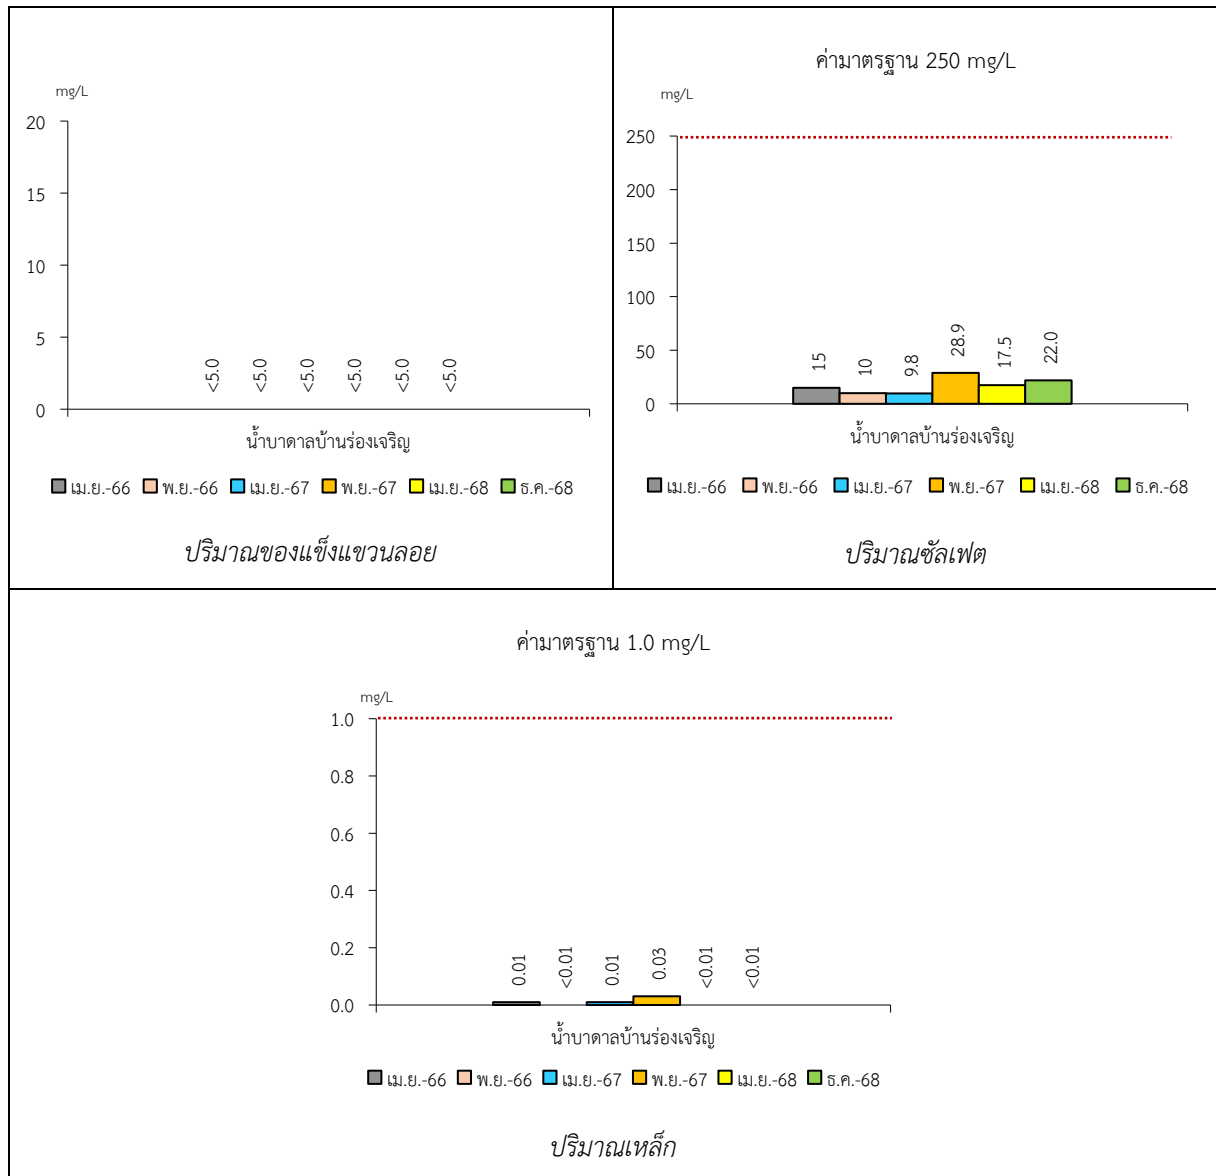 mg/L
20
15
10
5
0
<5.0 <5.0 <5.0 <5.0 <5.0 <5.0
น้ำบาดาลบ้านร่องเจริญ
เม.ย.-66 พ.ย.-66 เม.ย.-67 พ.ย.-67 เม.ย.-68 ธ.ค.-68
ปริมาณของแข็งแขวนลอย
ค่ามาตรฐาน 250 mg/L
mg/L
250
200
150
100
50
0
15 10 9.8 28.9 17.5 22.0
น้ำบาดาลบ้านร่องเจริญ
เม.ย.-66 พ.ย.-66 เม.ย.-67 พ.ย.-67 เม.ย.-68 ธ.ค.-68
ปริมาณซัลเฟต
ค่ามาตรฐาน 1.0 mg/L
mg/L
1.0
0.8
0.6
0.4
0.2
0.0
0.01 <0.01 0.01 0.03 <0.01 <0.01
น้ำบาดาลบ้านร่องเจริญ
เม.ย.-66 พ.ย.-66 เม.ย.-67 พ.ย.-67 เม.ย.-68 ธ.ค.-68
ปริมาณเหล็ก